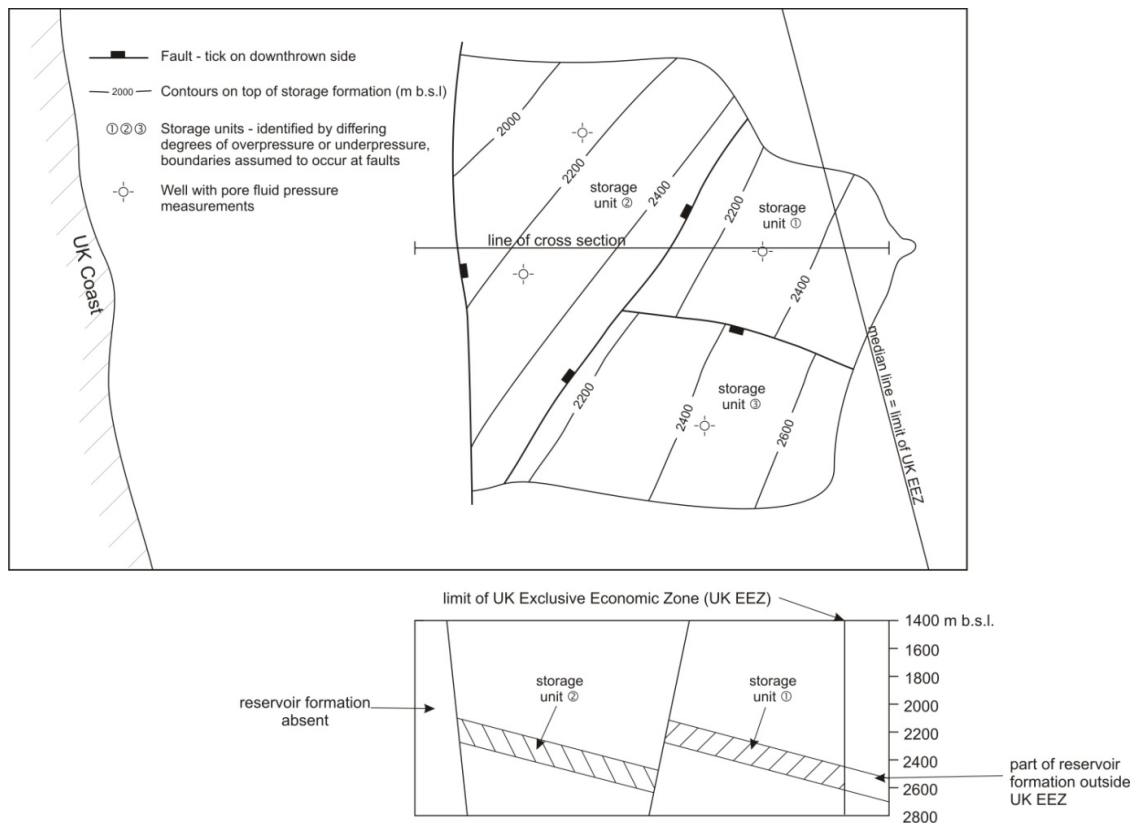 Fault - tick on downthrown side
2000
Contours on top of storage formation (m b.s.l)
①②③
Storage units - identified by differing
degrees of overpressure or underpressure,
boundaries assumed to occur at faults
Well with pore fluid pressure
measurements
UK Coast
2000
2200
2400
storage
unit ②
2200
storage
unit ①
line of cross section
2400
2200
2400
storage
unit ③
2600
median line = limit of UK EEZ
limit of UK Exclusive Economic Zone (UK EEZ)
1400 m b.s.l.
1600
1800
2000
2200
2400
2600
2800
reservoir formation
absent
storage
unit ②
storage
unit ①
part of reservoir
formation outside
UK EEZ